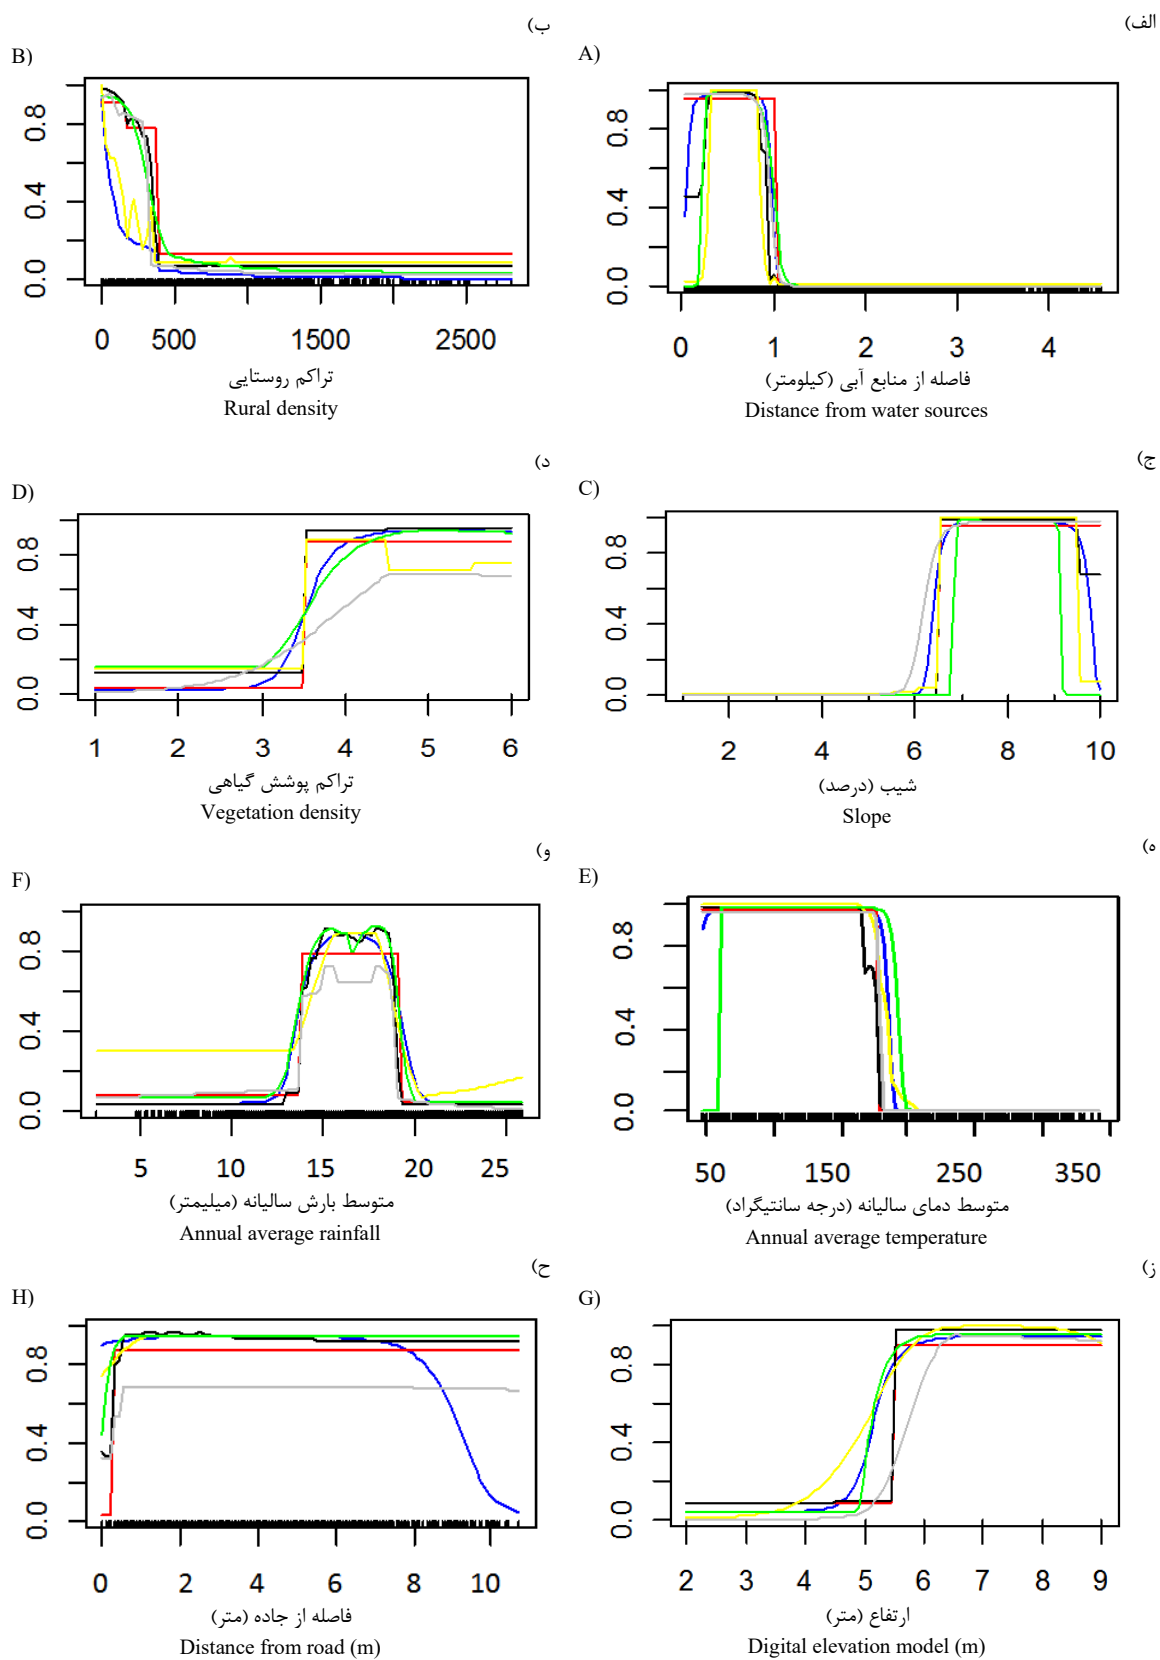 الف)
A)
0.8
0.4
0.0
0 1 2 3 4
فاصله از منابع آبی (کیلومتر)
Distance from water sources
ب)
B)
0.8
0.4
0.0
0 500 1500 2500
تراکم روستایی
Rural density
ج)
C)
0.8
0.4
0.0
2 4 6 8 10
شیب (درصد)
Slope
د)
D)
0.8
0.4
0.0
1 2 3 4 5 6
تراکم پوشش گیاهی
Vegetation density
ه)
E)
0.8
0.4
0.0
50 150 250 350
متوسط دمای سالیانه (درجه سانتیگراد)
Annual average temperature
و)
F)
0.8
0.4
0.0
5 10 15 20 25
متوسط بارش سالیانه (میلیمتر)
Annual average rainfall
ز)
G)
0.8
0.4
0.0
2 3 4 5 6 7 8 9
ارتفاع (متر)
Digital elevation model (m)
ح)
H)
0.8
0.4
0.0
0 2 4 6 8 10
فاصله از جاده (متر)
Distance from road (m)